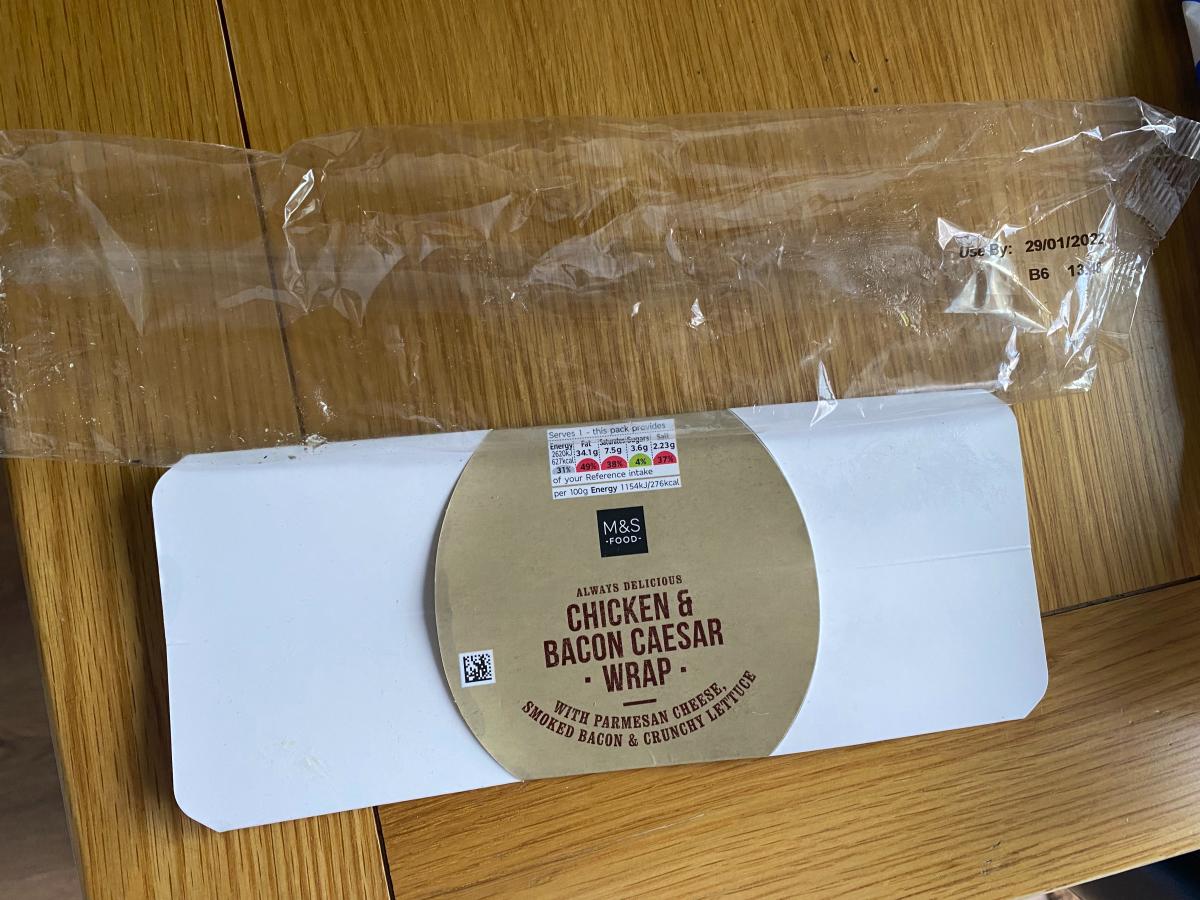 Use By: 29/01/2022
B6
Serves 1 - this pack provides
Energy Fat Saturates Sugars Salt
2620kJ 34.1g 7.5g 3.6g 2.23g
627kcal
31% 49% 38% 4% 37%
of your Reference intake
per 100g Energy 1154kJ/276kcal
M&S
-FOOD-
ALWAYS DELICIOUS
CHICKEN &
BACON CAESAR
· WRAP ·
WITH PARMESAN CHEESE,
SMOKED BACON & CRUNCHY LETTUCE